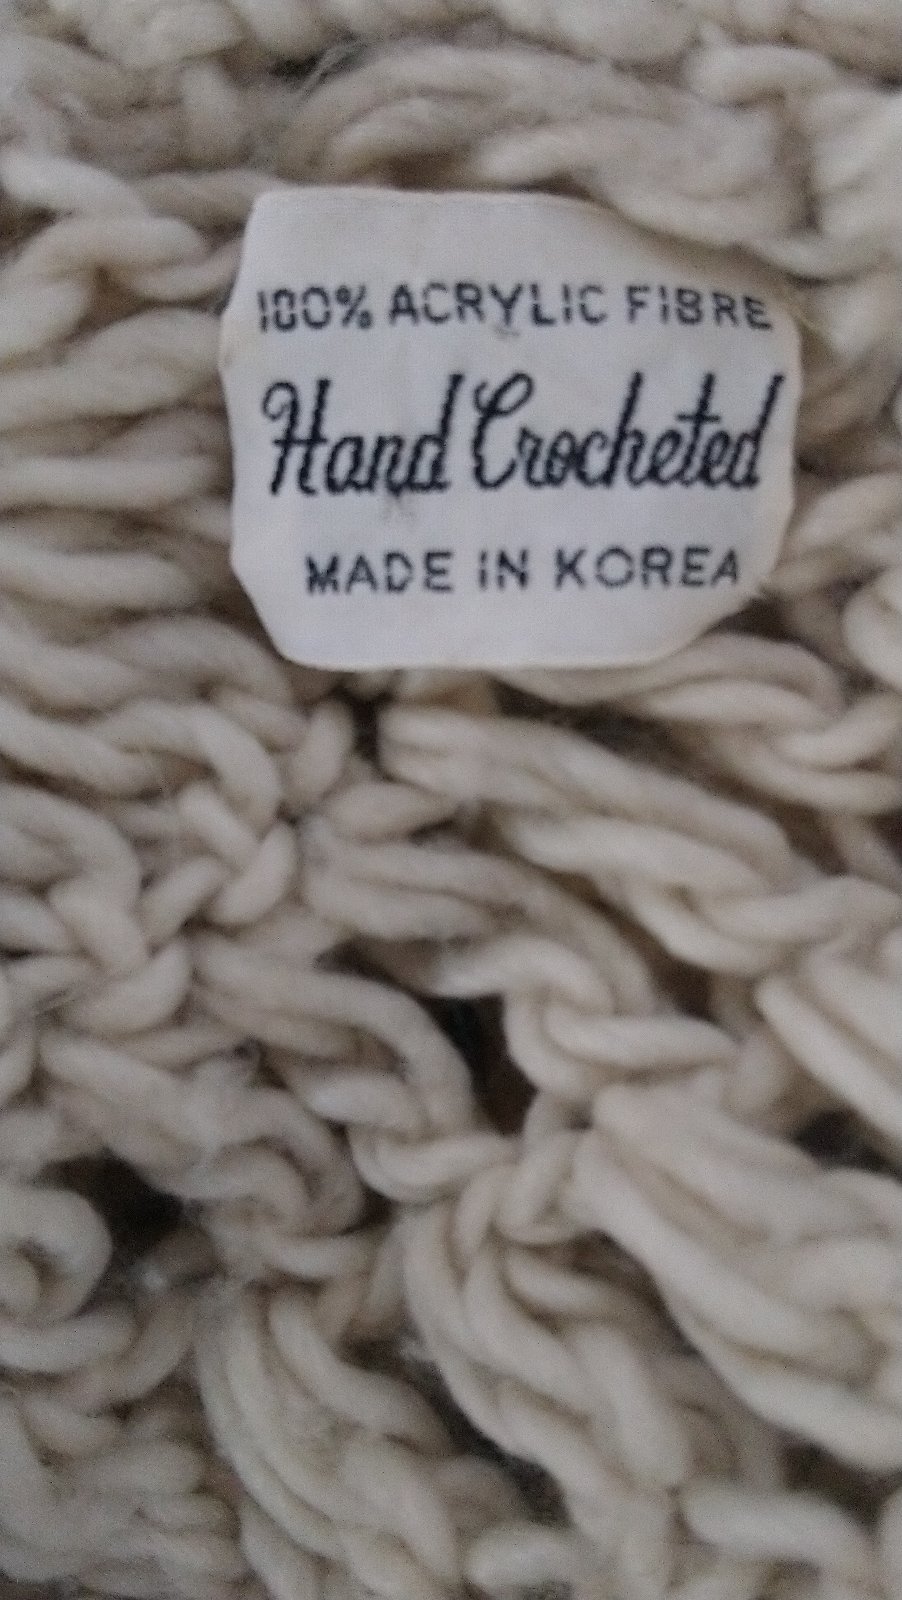 100% ACRYLIC FIBRE
Hand Crocheted
MADE IN KOREA